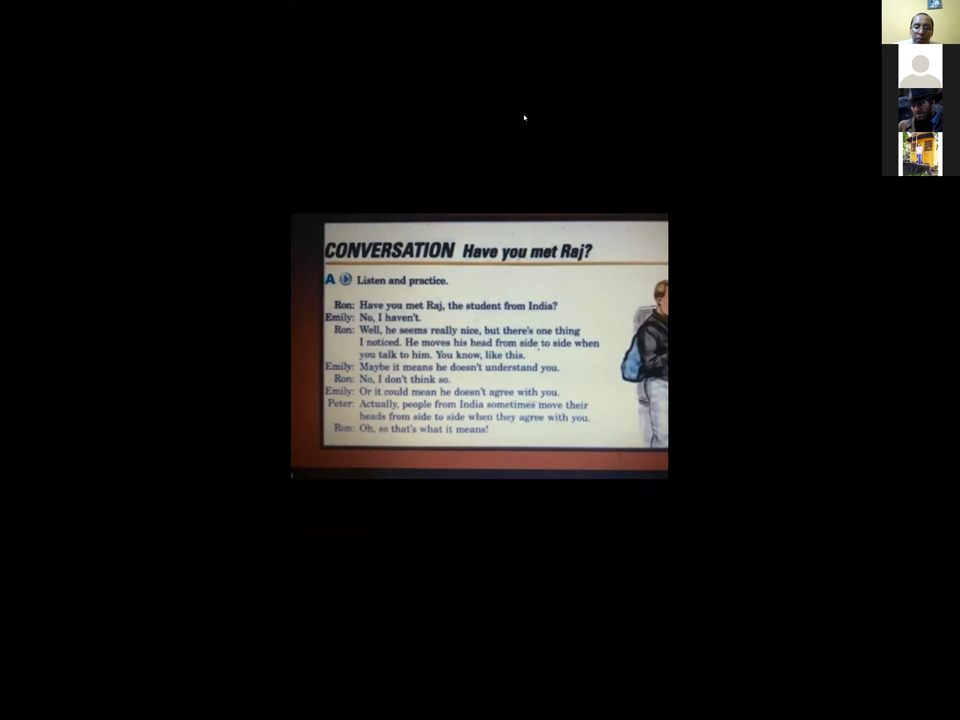 CONVERSATION Have you met Raj?
A Listen and practice.
Ron: Have you met Raj, the student from India?
Emily: No, I haven't.
Ron: Well, he seems really nice, but there's one thing
I noticed. He moves his head from side to side when
you talk to him. You know, like this.
Emily: Maybe it means he doesn't understand you.
Ron: No, I don't think so.
Emily: Or it could mean he doesn't agree with you.
Peter: Actually, people from India sometimes move their
heads from side to side when they agree with you.
Ron: Oh, so that's what it means!